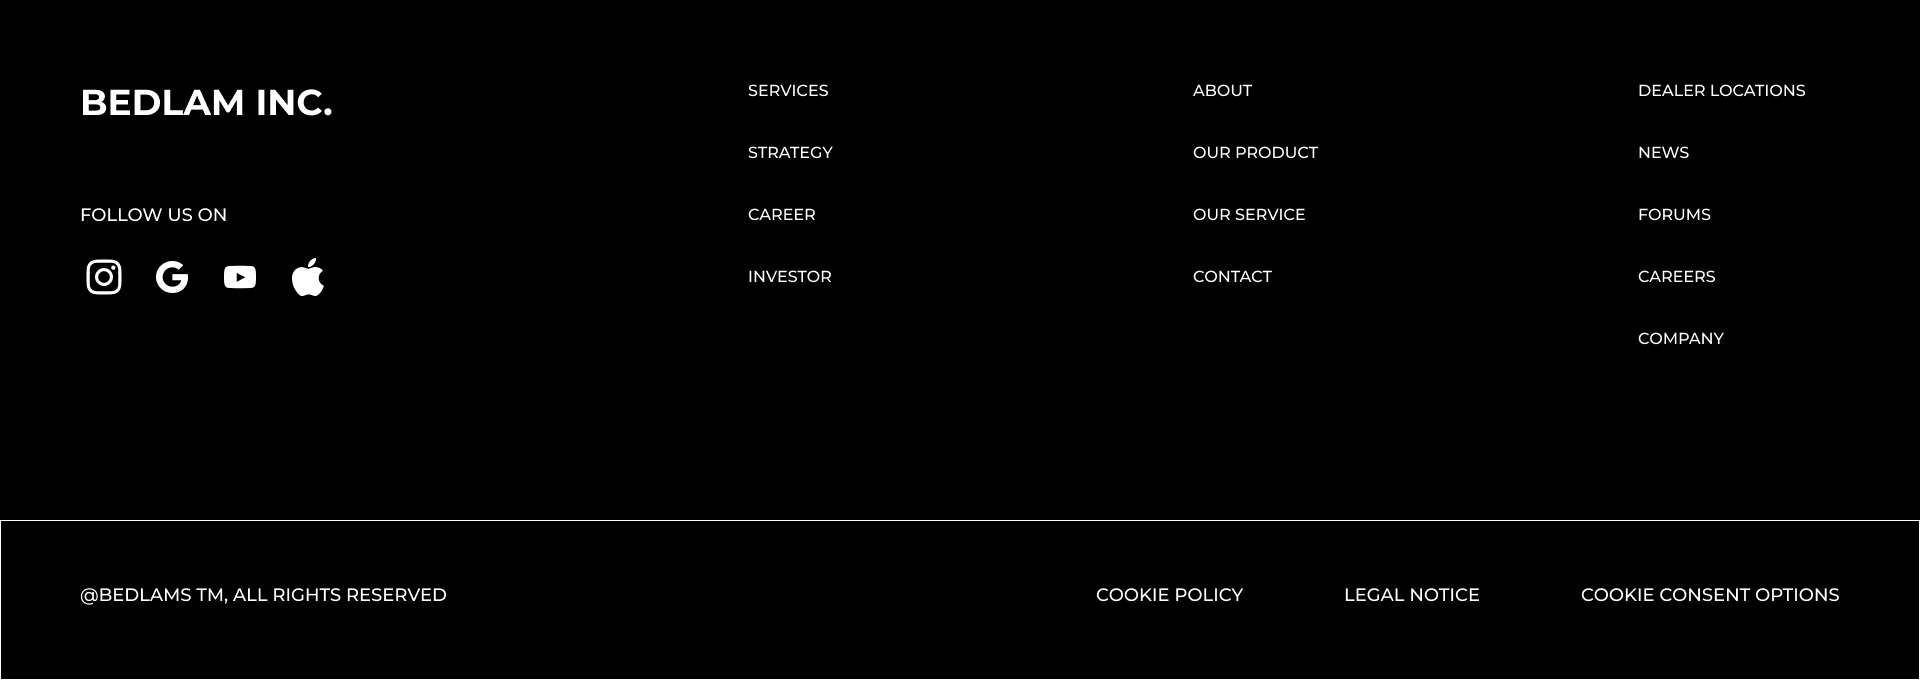 BEDLAM INC.
FOLLOW US ON
SERVICES
STRATEGY
CAREER
INVESTOR
ABOUT
OUR PRODUCT
OUR SERVICE
CONTACT
DEALER LOCATIONS
NEWS
FORUMS
CAREERS
COMPANY
@BEDLAMS TM, ALL RIGHTS RESERVED
COOKIE POLICY
LEGAL NOTICE
COOKIE CONSENT OPTIONS